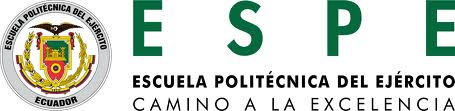 ESCUELA POLITÉCNICA DEL EJÉRCITO
ECUADOR
ESPE
ESCUELA POLITÉCNICA DEL EJÉRCITO
CAMINO A LA EXCELENCIA